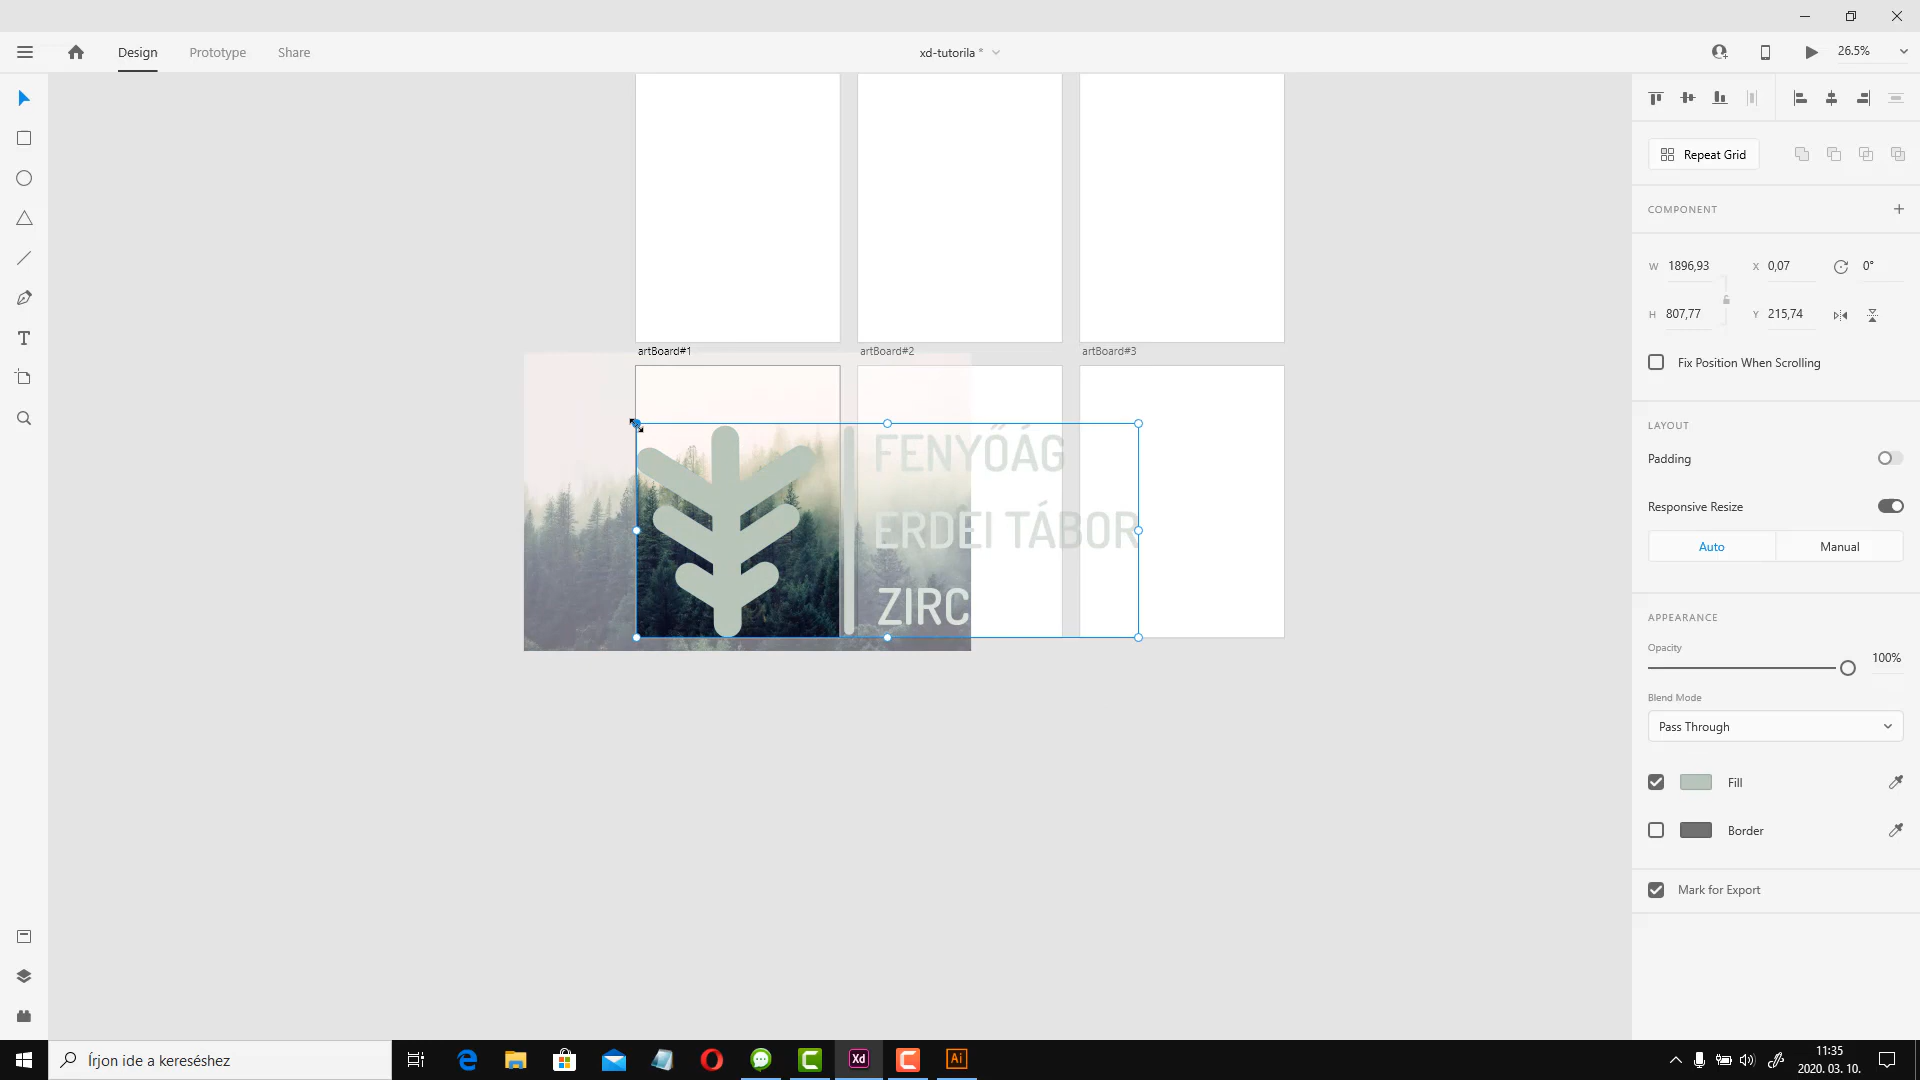 Design
Prototype
Share
xd-tutorila *
26.5%
Repeat Grid
COMPONENT
W 1896,93
X 0,07
0°
H 807,77
Y 215,74
Fix Position When Scrolling
LAYOUT
Padding
Responsive Resize
Auto
Manual
APPEARANCE
Opacity
100%
Blend Mode
Pass Through
Fill
Border
Mark for Export
artBoard#1
artBoard#2
artBoard#3
FENYŐÁG
ERDEI TÁBOR
ZIRC
Írjon ide a kereséshez
Xd
Ai
11:35
2020. 03. 10.